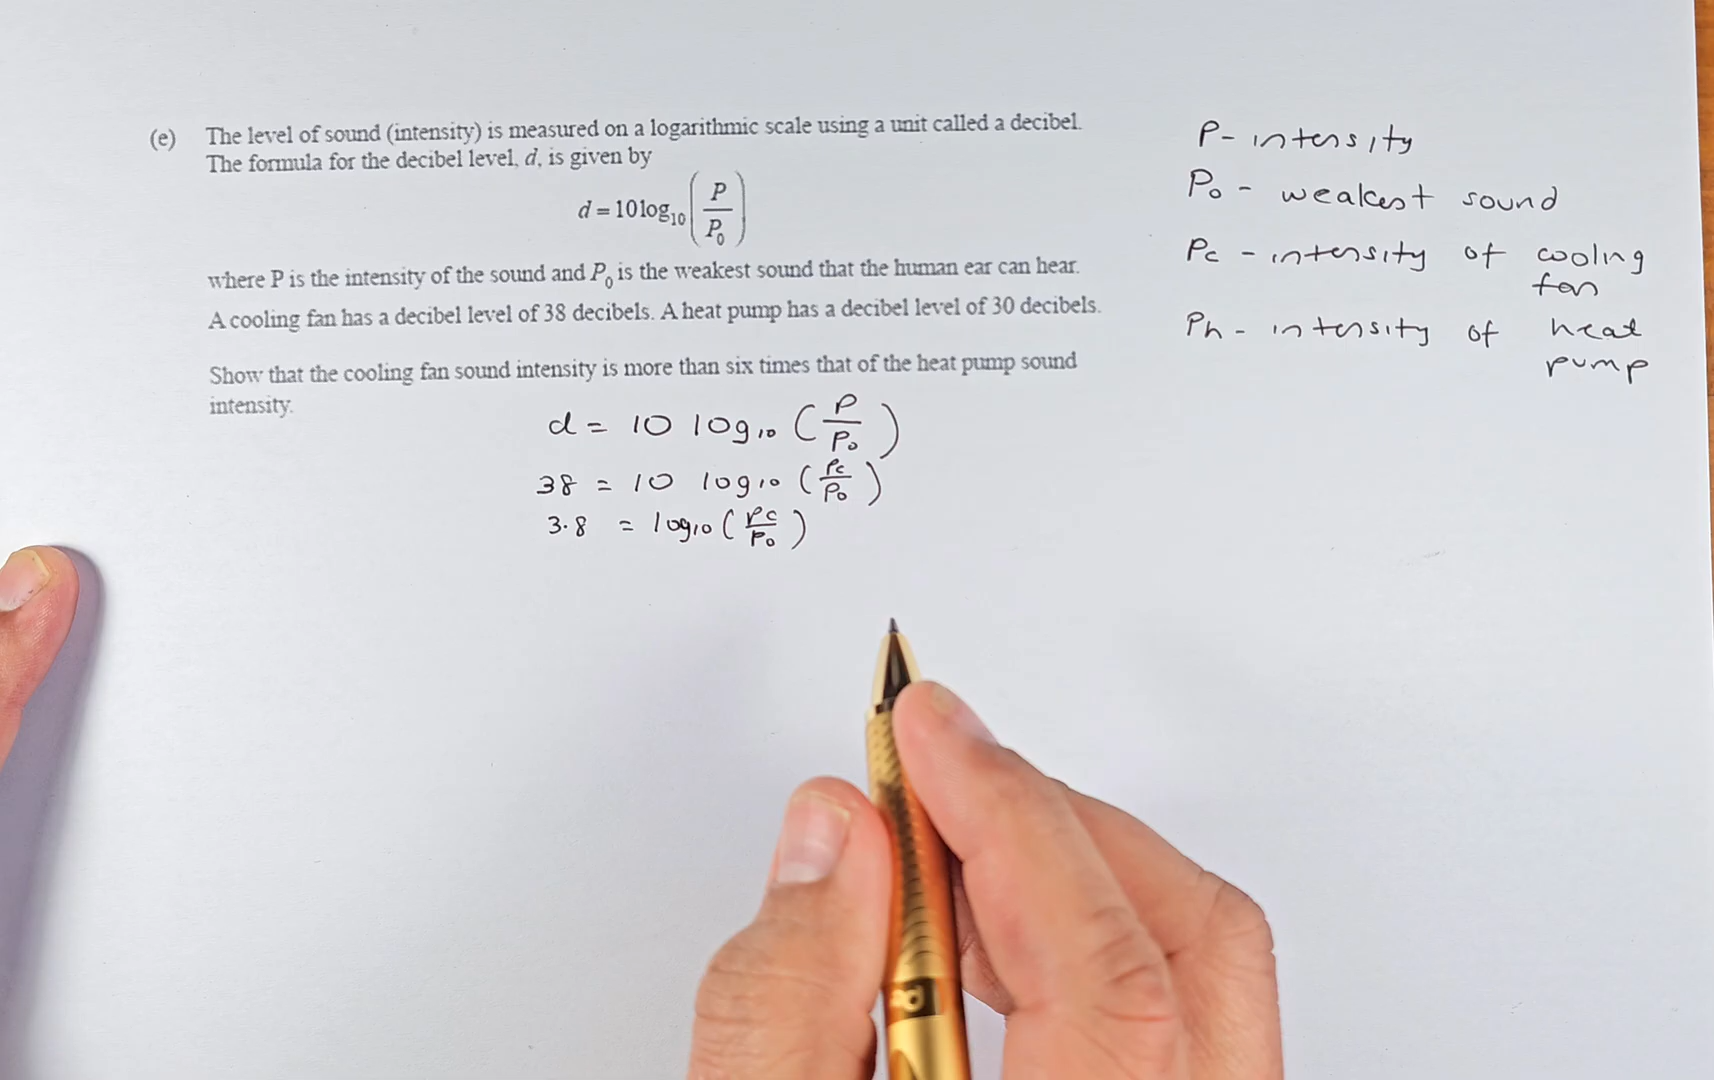 (e) The level of sound (intensity) is measured on a logarithmic scale using a unit called a decibel.
The formula for the decibel level, d, is given by
d = 10log₁₀(P/P₀)
where P is the intensity of the sound and P₀ is the weakest sound that the human ear can hear.
A cooling fan has a decibel level of 38 decibels. A heat pump has a decibel level of 30 decibels.
Show that the cooling fan sound intensity is more than six times that of the heat pump sound
intensity.
d = 10 log₁₀ (P/P₀)
38 = 10 log₁₀ (Pc/P₀)
3.8 = log₁₀ (Pc/P₀)
P - intensity
P₀ - weakest sound
Pc - intensity of cooling
fan
Ph - intensity of heat
pump